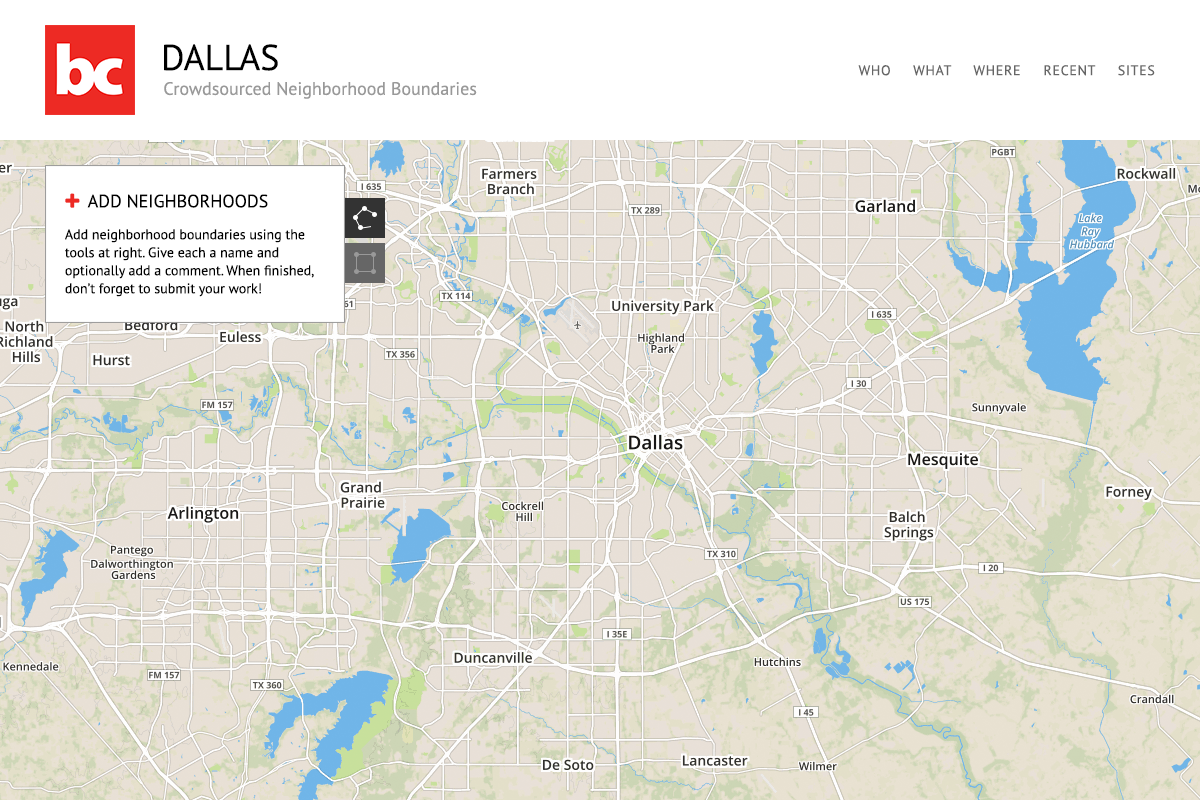 bc
DALLAS
Crowdsourced Neighborhood Boundaries
WHO WHAT WHERE RECENT SITES
+ ADD NEIGHBORHOODS
Add neighborhood boundaries using the
tools at right. Give each a name and
optionally add a comment. When finished,
don't forget to submit your work!
PGBT
Rockwall
Farmers
Branch
I 635
Garland
TX 289
Lake
Ray
Hubbard
TX 114
University Park
I 635
North
Richland
Hills
Bedford
Euless
Highland
Park
Hurst
TX 356
I 30
FM 157
Sunnyvale
Dallas
Mesquite
Grand
Prairie
Forney
Arlington
Cockrell
Hill
Balch
Springs
Pantego
Dalworthington
Gardens
TX 310
I 20
US 175
I 35E
Duncanville
Hutchins
Kennedale
FM 157
TX 360
Crandall
I 45
De Soto
Lancaster
Wilmer